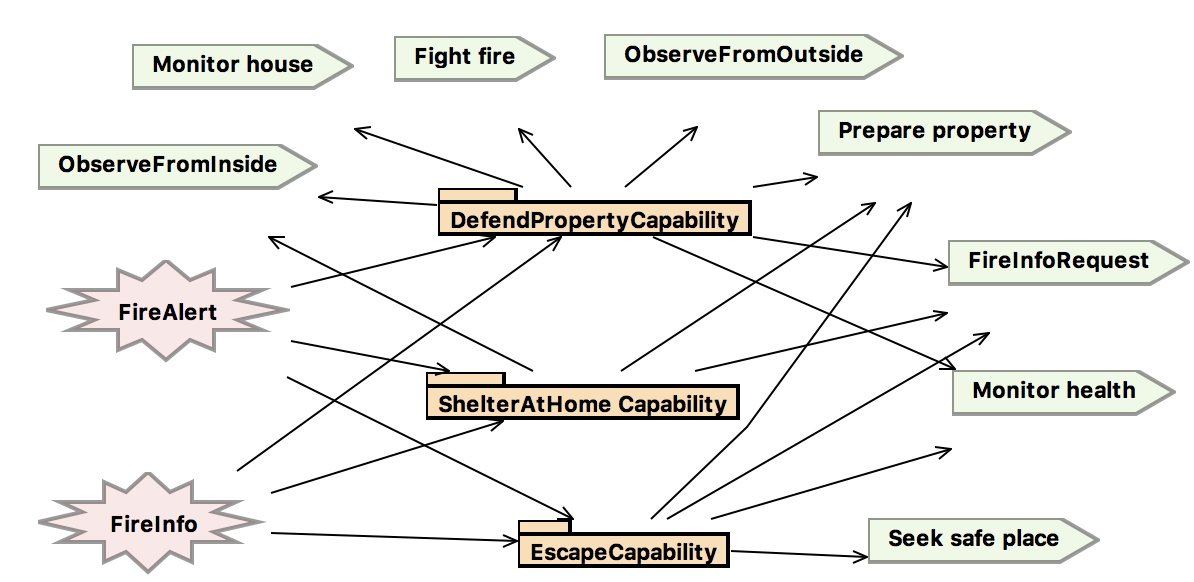 Monitor house
Fight fire
ObserveFromOutside
Prepare property
ObserveFromInside
DefendPropertyCapability
FireInfoRequest
FireAlert
Monitor health
ShelterAtHome Capability
FireInfo
EscapeCapability
Seek safe place